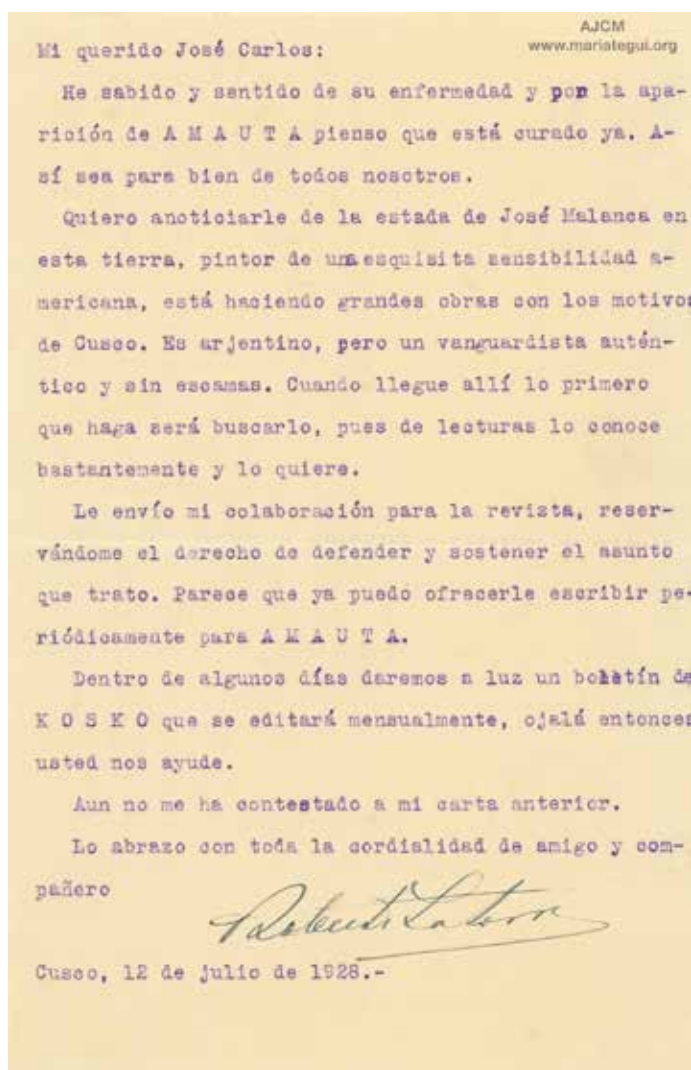 AJCM
www.mariategui.org
Mi querido José Carlos:
He sabido y sentido de su enfermedad y por la apa-
rición de A M A U T A pienso que está curado ya. A-
sí sea para bien de todos nosotros.
Quiero anoticiarle de la estada de José Malanca en
esta tierra, pintor de una esquisita sensibilidad a-
mericana, está haciendo grandes obras con los motivos
de Cusco. Es arjentino, pero un vanguardista autén-
tico y sin escamas. Cuando llegue allí lo primero
que haga será buscarlo, pues de lecturas lo conoce
bastantemente y lo quiere.
Le envío mi colaboración para la revizta, reser-
vándome el derecho de defender y sostener el asunto
que trato. Parece que ya puedo ofrecerle escribir pe-
riódicamente para A M A U T A.
Dentro de algunos días daremos a luz un boletín de
K O S K O que se editará mensualmente, ojalá entonces
usted nos ayude.
Aun no me ha contestado a mi carta anterior.
Lo abrazo con toda la cordialidad de amigo y com-
pañero
Roberto Latorre
Cusco, 12 de julio de 1928.-